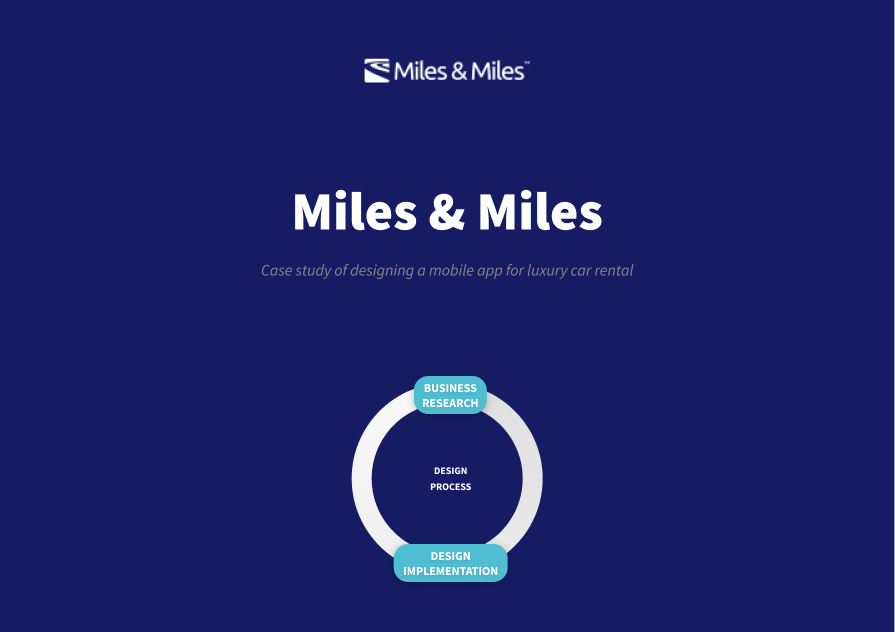 Miles & Miles™
Miles & Miles
Case study of designing a mobile app for luxury car rental
BUSINESS
RESEARCH
DESIGN
PROCESS
DESIGN
IMPLEMENTATION